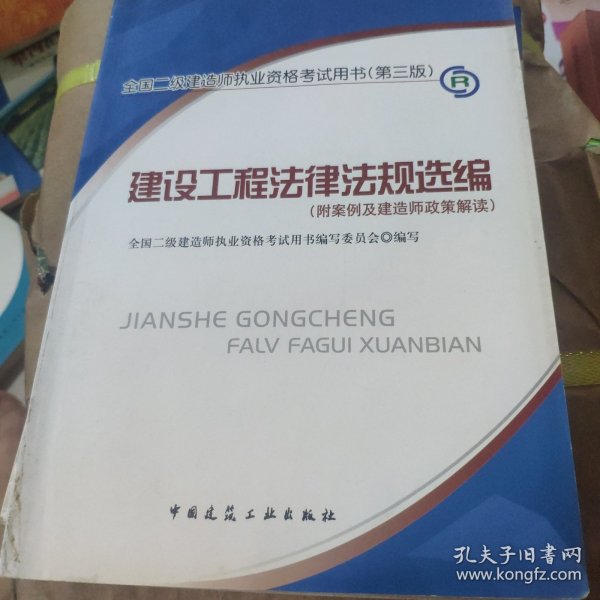 全国二级建造师执业资格考试用书(第三版)
R
建设工程法律法规选编
(附案例及建造师政策解读)
全国二级建造师执业资格考试用书编写委员会◎编写
JIANSHE GONGCHENG
FALV FAGUI XUANBIAN
中国建筑工业出版社
孔夫子旧书网
www.kongfz.com